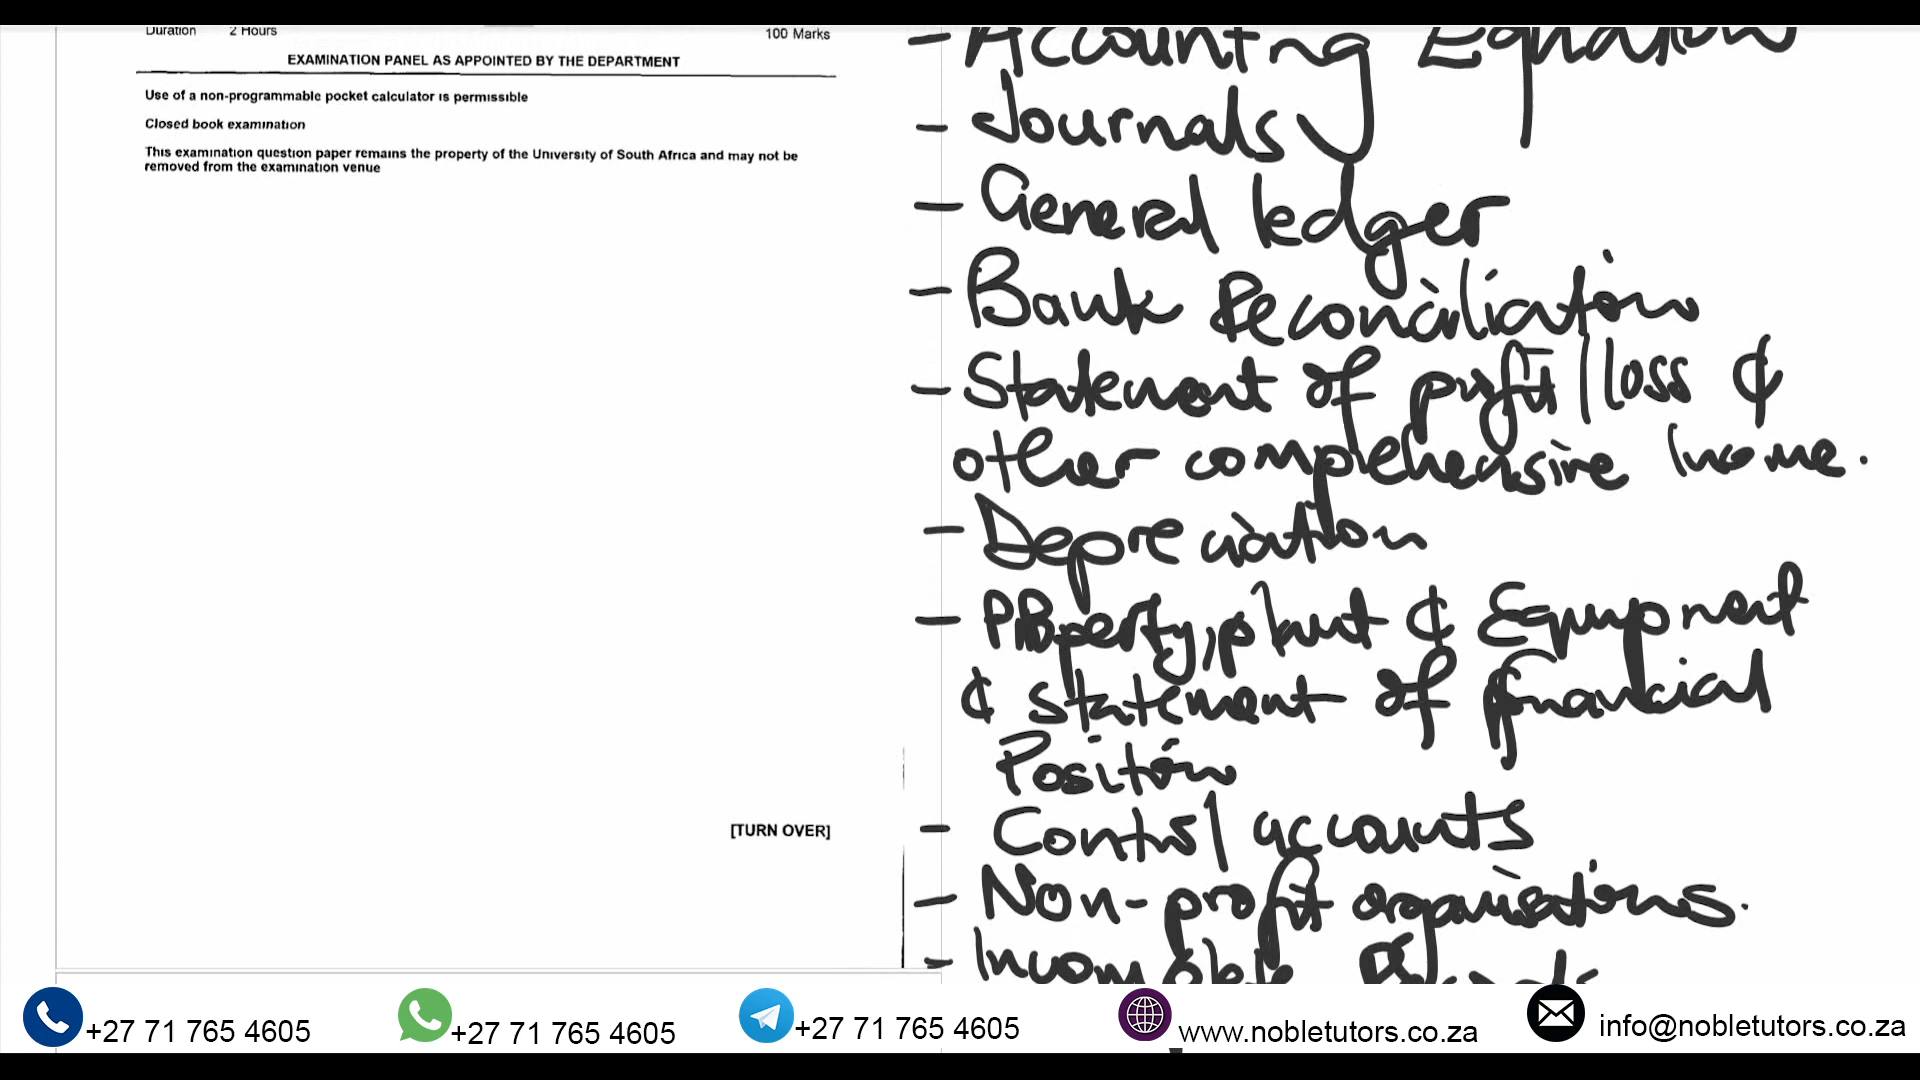 Duration 2 Hours
100 Marks
EXAMINATION PANEL AS APPOINTED BY THE DEPARTMENT
Use of a non-programmable pocket calculator is permissible
Closed book examination
This examination question paper remains the property of the University of South Africa and may not be
removed from the examination venue
[TURN OVER]
- Accounting Equation
- Journals
- General ledger
- Bank Reconciliation
- Statement of profit/loss &
other comprehensive Income.
- Depreciation
- Property, plant & Equipment
& statement of financial
Position
- Control accounts
- Non-profit organisations.
- Incomplete Records
+27 71 765 4605
+27 71 765 4605
+27 71 765 4605
www.nobletutors.co.za
info@nobletutors.co.za